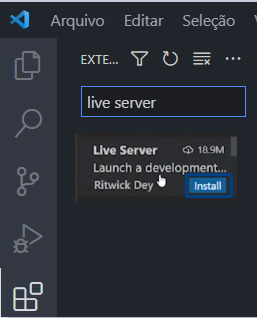 Arquivo Editar Seleção
EXTE...
live server
Live Server 18.9M
Launch a development...
Ritwick Dey Install